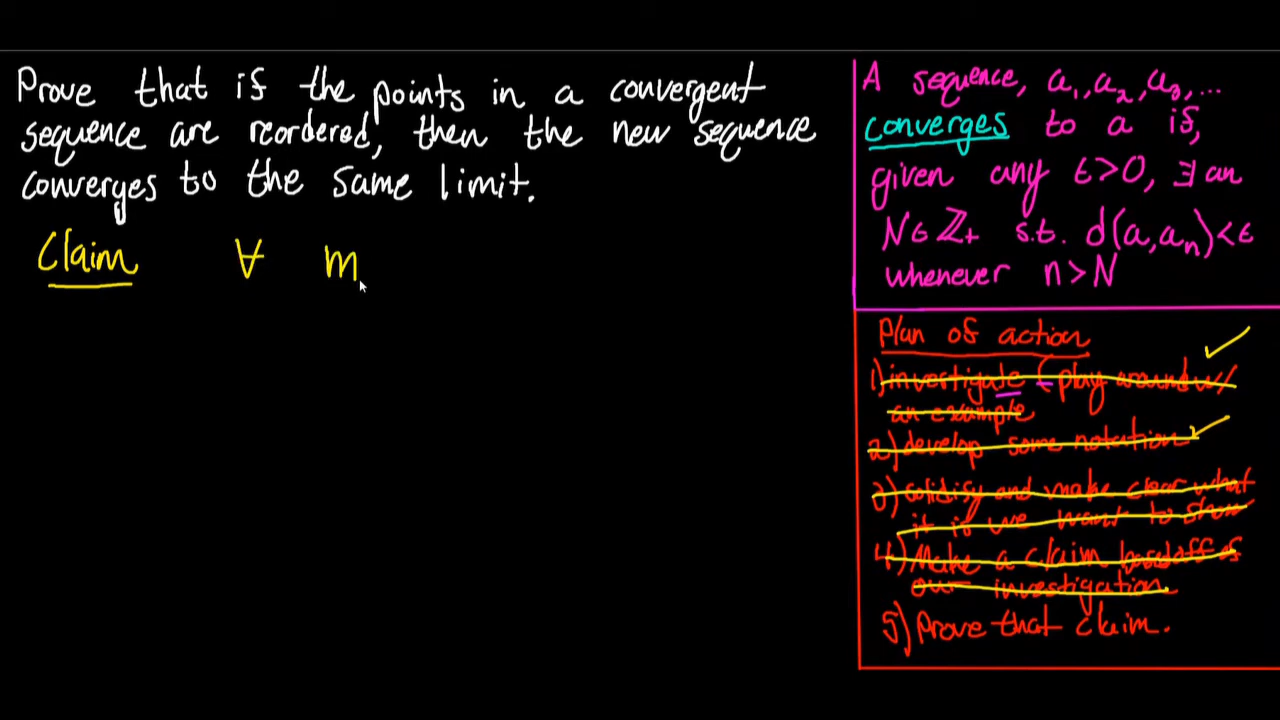 Prove that if the points in a convergent
sequence are reordered, then the new sequence
converges to the same limit.
Claim ∀ m
A sequence, a₁, a₂, a₃, ...
converges to a if,
given any ε>0, ∃ an
N∈ℤ₊ s.t. d(a,aₙ)<ε
whenever n>N
Plan of action ✓
1) investigate (play around w/
an example
2) develop some notation ✓
3) solidify and make clear what
it is we want to show
4) Make a claim based off of
our investigation.
5) Prove that claim.